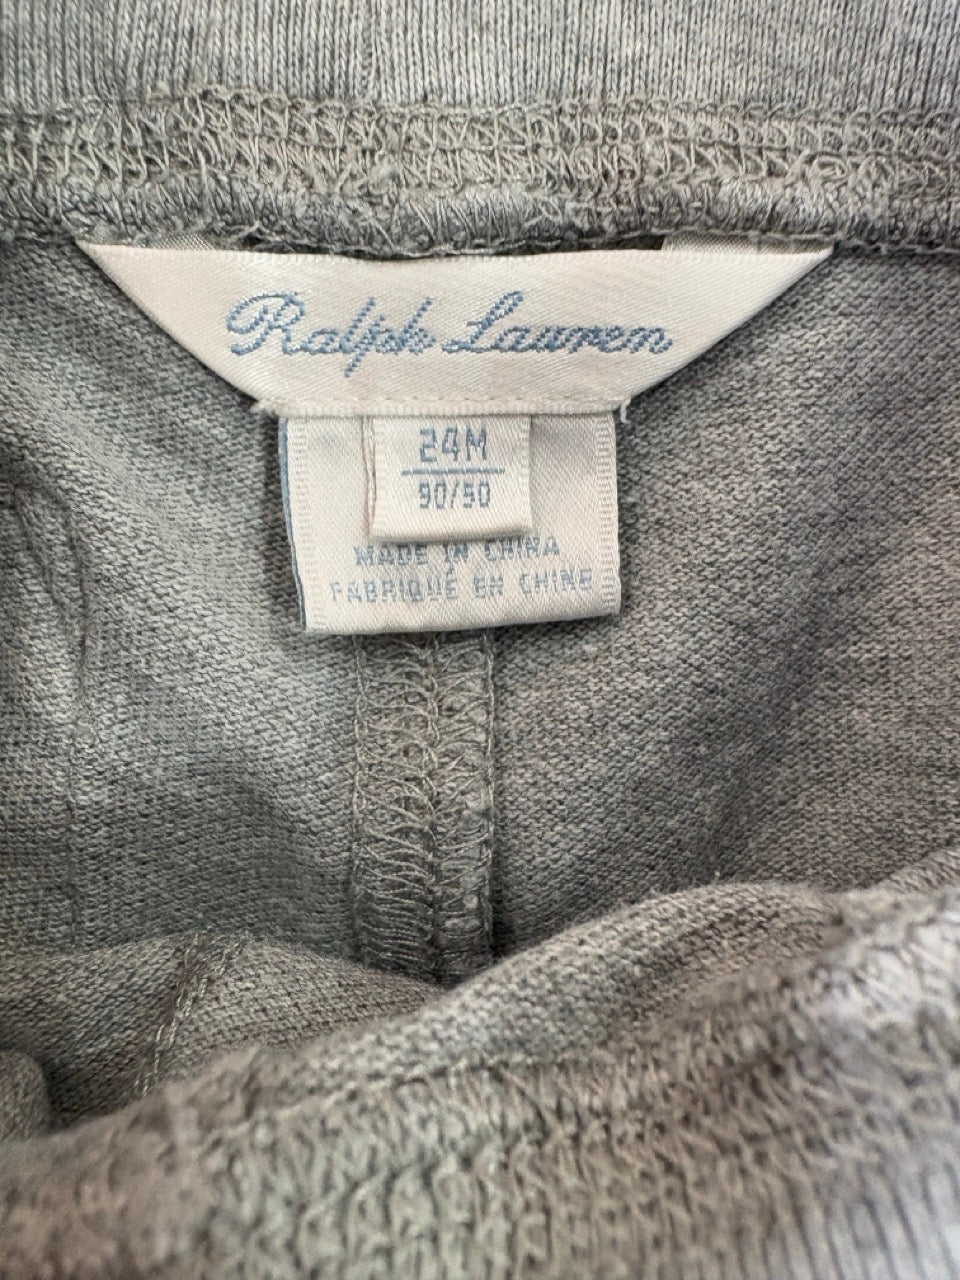 Ralph Lauren
24M
90/50
MADE IN CHINA
FABRIQUÉ EN CHINE